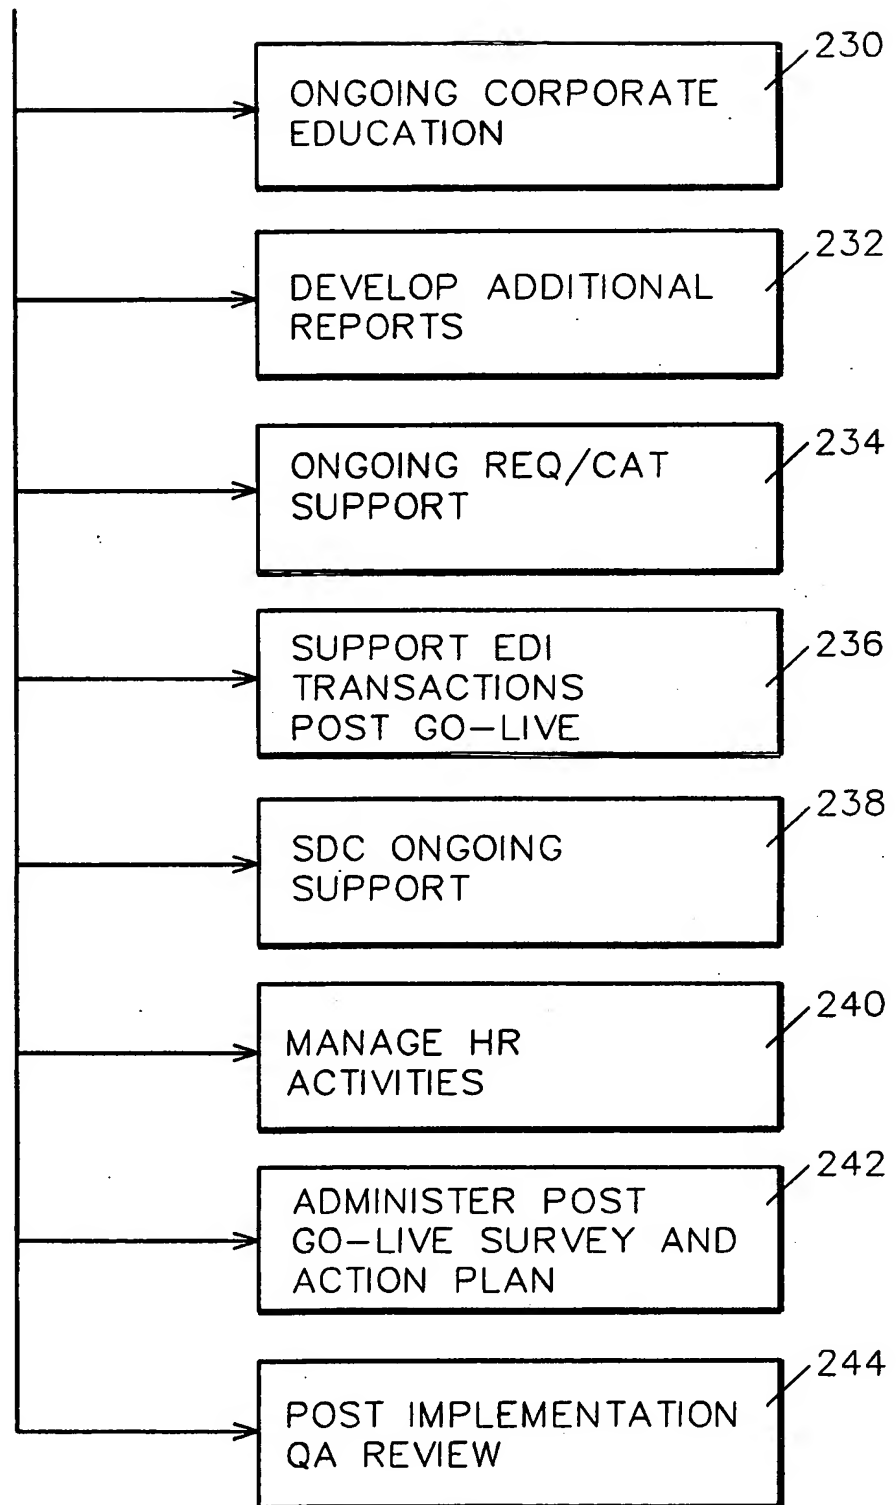 230
ONGOING CORPORATE
EDUCATION
232
DEVELOP ADDITIONAL
REPORTS
234
ONGOING REQ/CAT
SUPPORT
236
SUPPORT EDI
TRANSACTIONS
POST GO-LIVE
238
SDC ONGOING
SUPPORT
240
MANAGE HR
ACTIVITIES
242
ADMINISTER POST
GO-LIVE SURVEY AND
ACTION PLAN
244
POST IMPLEMENTATION
QA REVIEW